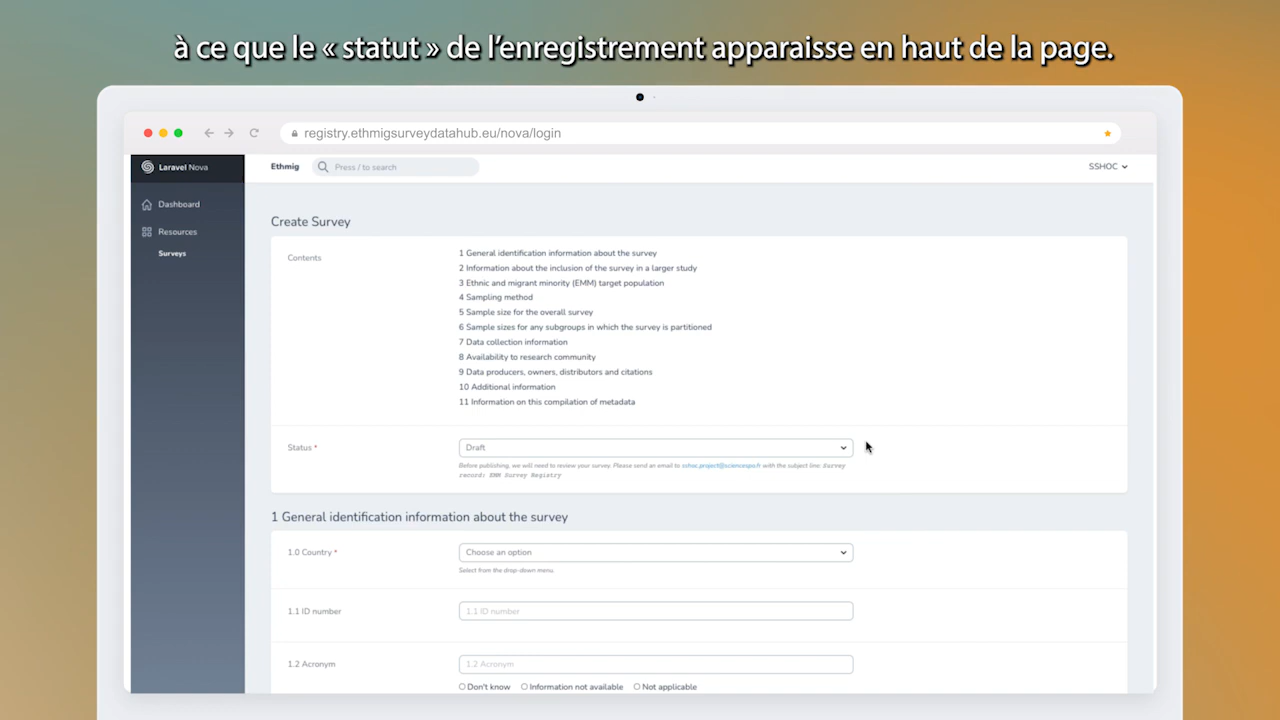 à ce que le « statut » de l’enregistrement apparaisse en haut de la page.
registry.ethmigsurveydatahub.eu/nova/login
Laravel Nova
Ethmig
Press / to search
SSHOC
Dashboard
Resources
Surveys
Create Survey
Contents
1 General identification information about the survey
2 Information about the inclusion of the survey in a larger study
3 Ethnic and migrant minority (EMM) target population
4 Sampling method
5 Sample size for the overall survey
6 Sample sizes for any subgroups in which the survey is partitioned
7 Data collection information
8 Availability to research community
9 Data producers, owners, distributors and citations
10 Additional information
11 Information on this compilation of metadata
Status *
Draft
Before publishing, we will need to review your survey. Please send an email to sshoc.project@sciencespo.fr with the subject line: Survey
record: EMM Survey Registry
1 General identification information about the survey
1.0 Country *
Choose an option
Select from the drop-down menu.
1.1 ID number
1.1 ID number
1.2 Acronym
1.2 Acronym
Don't know Information not available Not applicable